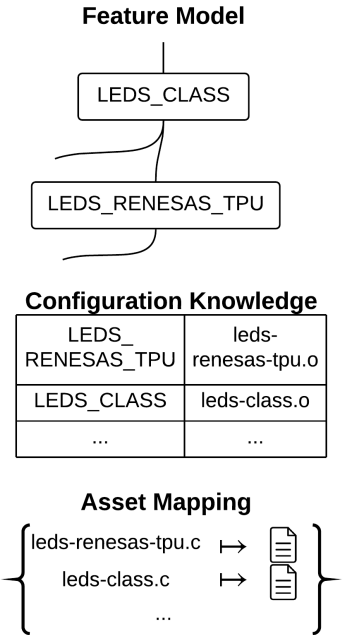 Feature Model
LEDS_CLASS
LEDS_RENESAS_TPU
Configuration Knowledge
LEDS_
RENESAS_TPU
leds-
renesas-tpu.o
LEDS_CLASS
leds-class.o
...
...
Asset Mapping
leds-renesas-tpu.c ↦
leds-class.c ↦
...